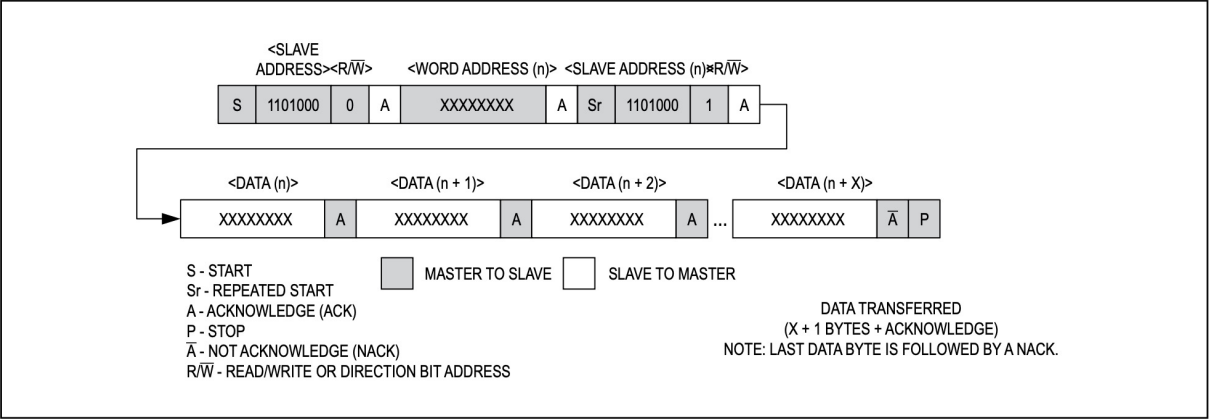 <SLAVE
ADDRESS><R/W̅> <WORD ADDRESS (n)> <SLAVE ADDRESS (n)><R/W̅>
S 1101000 0 A XXXXXXXX A Sr 1101000 1 A
<DATA (n)> <DATA (n + 1)> <DATA (n + 2)> <DATA (n + X)>
XXXXXXXX A XXXXXXXX A XXXXXXXX A ... XXXXXXXX A̅ P
S - START
Sr - REPEATED START
A - ACKNOWLEDGE (ACK)
P - STOP
A̅ - NOT ACKNOWLEDGE (NACK)
R/W̅ - READ/WRITE OR DIRECTION BIT ADDRESS
MASTER TO SLAVE SLAVE TO MASTER
DATA TRANSFERRED
(X + 1 BYTES + ACKNOWLEDGE)
NOTE: LAST DATA BYTE IS FOLLOWED BY A NACK.